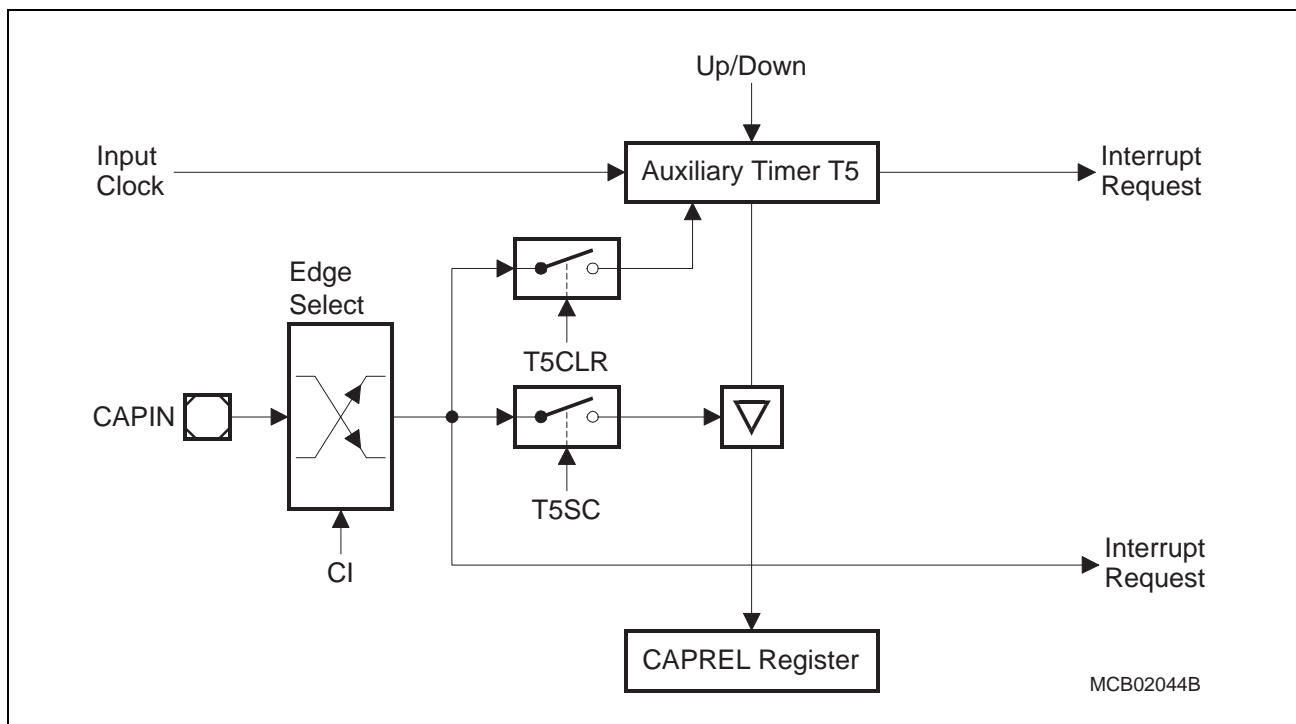 Up/Down
Input
Clock
Auxiliary Timer T5
Interrupt
Request
Edge
Select
T5CLR
CAPIN
T5SC
CI
Interrupt
Request
CAPREL Register
MCB02044B